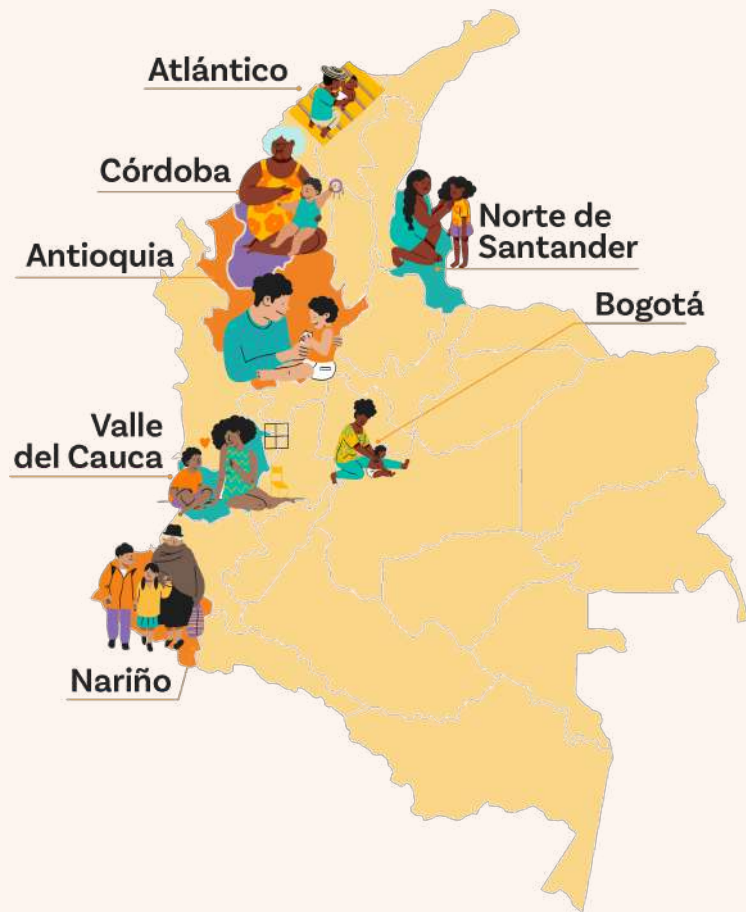 Atlántico
Córdoba
Antioquia
Norte de
Santander
Bogotá
Valle
del Cauca
Nariño